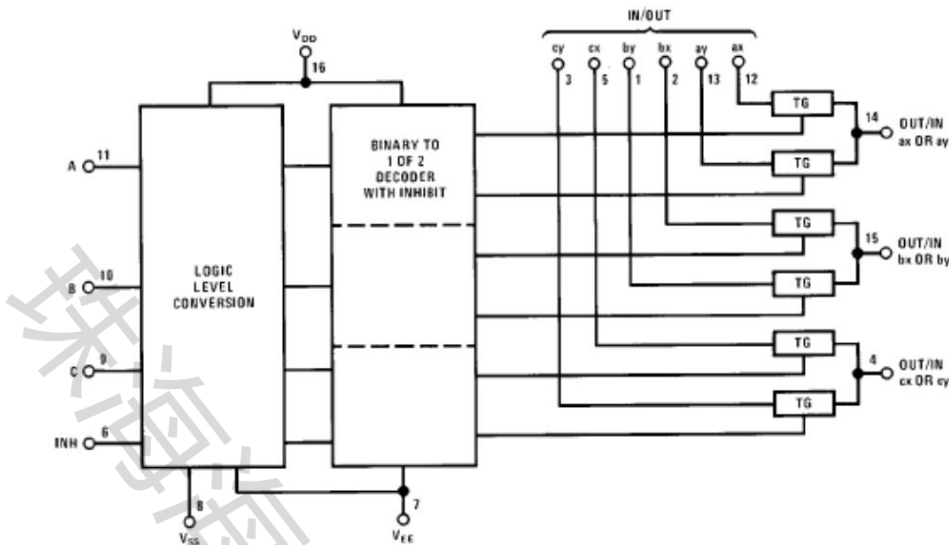 IN/OUT
cy cx by bx ay ax
3 5 1 2 13 12
VDD
16
A 11
B 10
C 9
INH 6
LOGIC
LEVEL
CONVERSION
BINARY TO
1 OF 2
DECODER
WITH INHIBIT
TG
TG
TG
TG
TG
TG
14 OUT/IN
ax OR ay
15 OUT/IN
bx OR by
4 OUT/IN
cx OR cy
8
VSS
7
VEE
珠海海